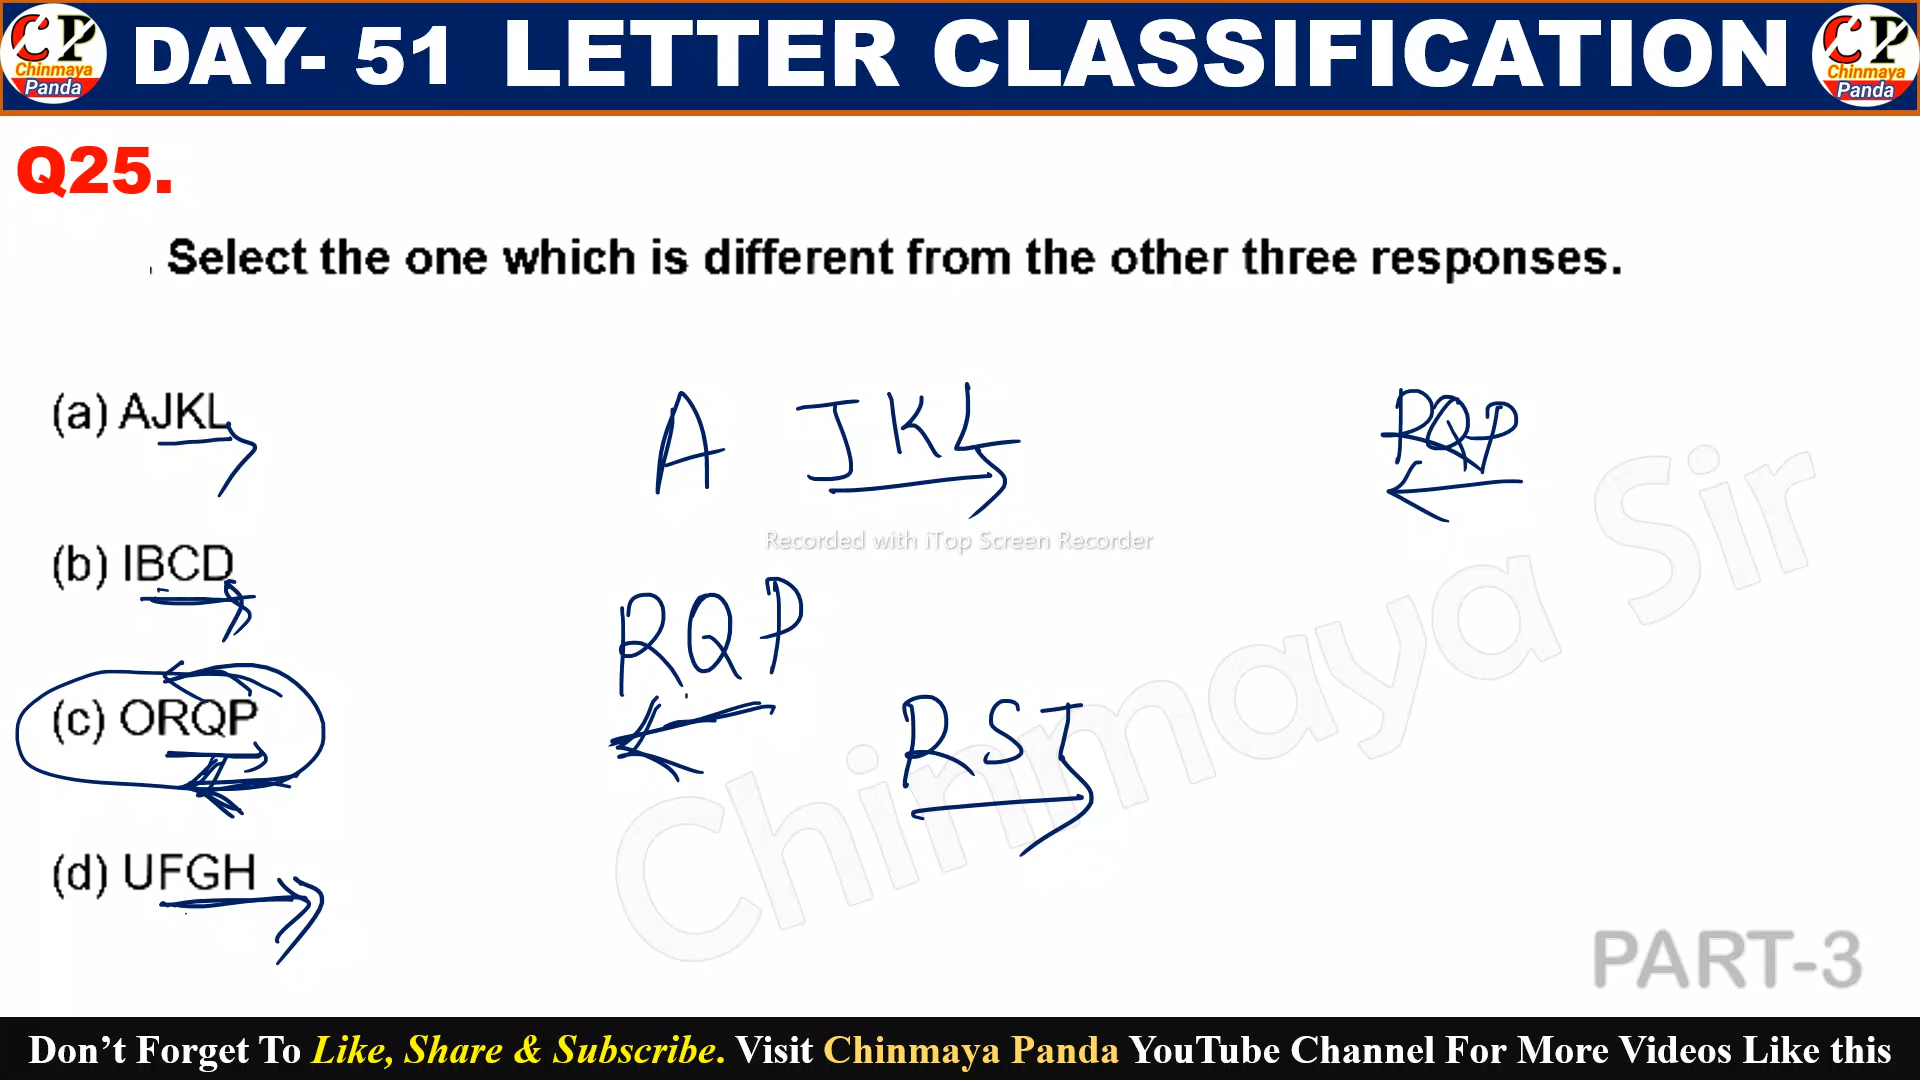 CP Chinmaya Panda DAY- 51 LETTER CLASSIFICATION CP Chinmaya Panda
Q25.
. Select the one which is different from the other three responses.
(a) AJKL A JKL RQP
Recorded with iTop Screen Recorder
(b) IBCD
RQP
(c) ORQP RST
(d) UFGH
Chinmaya Sir
PART-3
Don’t Forget To Like, Share & Subscribe. Visit Chinmaya Panda YouTube Channel For More Videos Like this